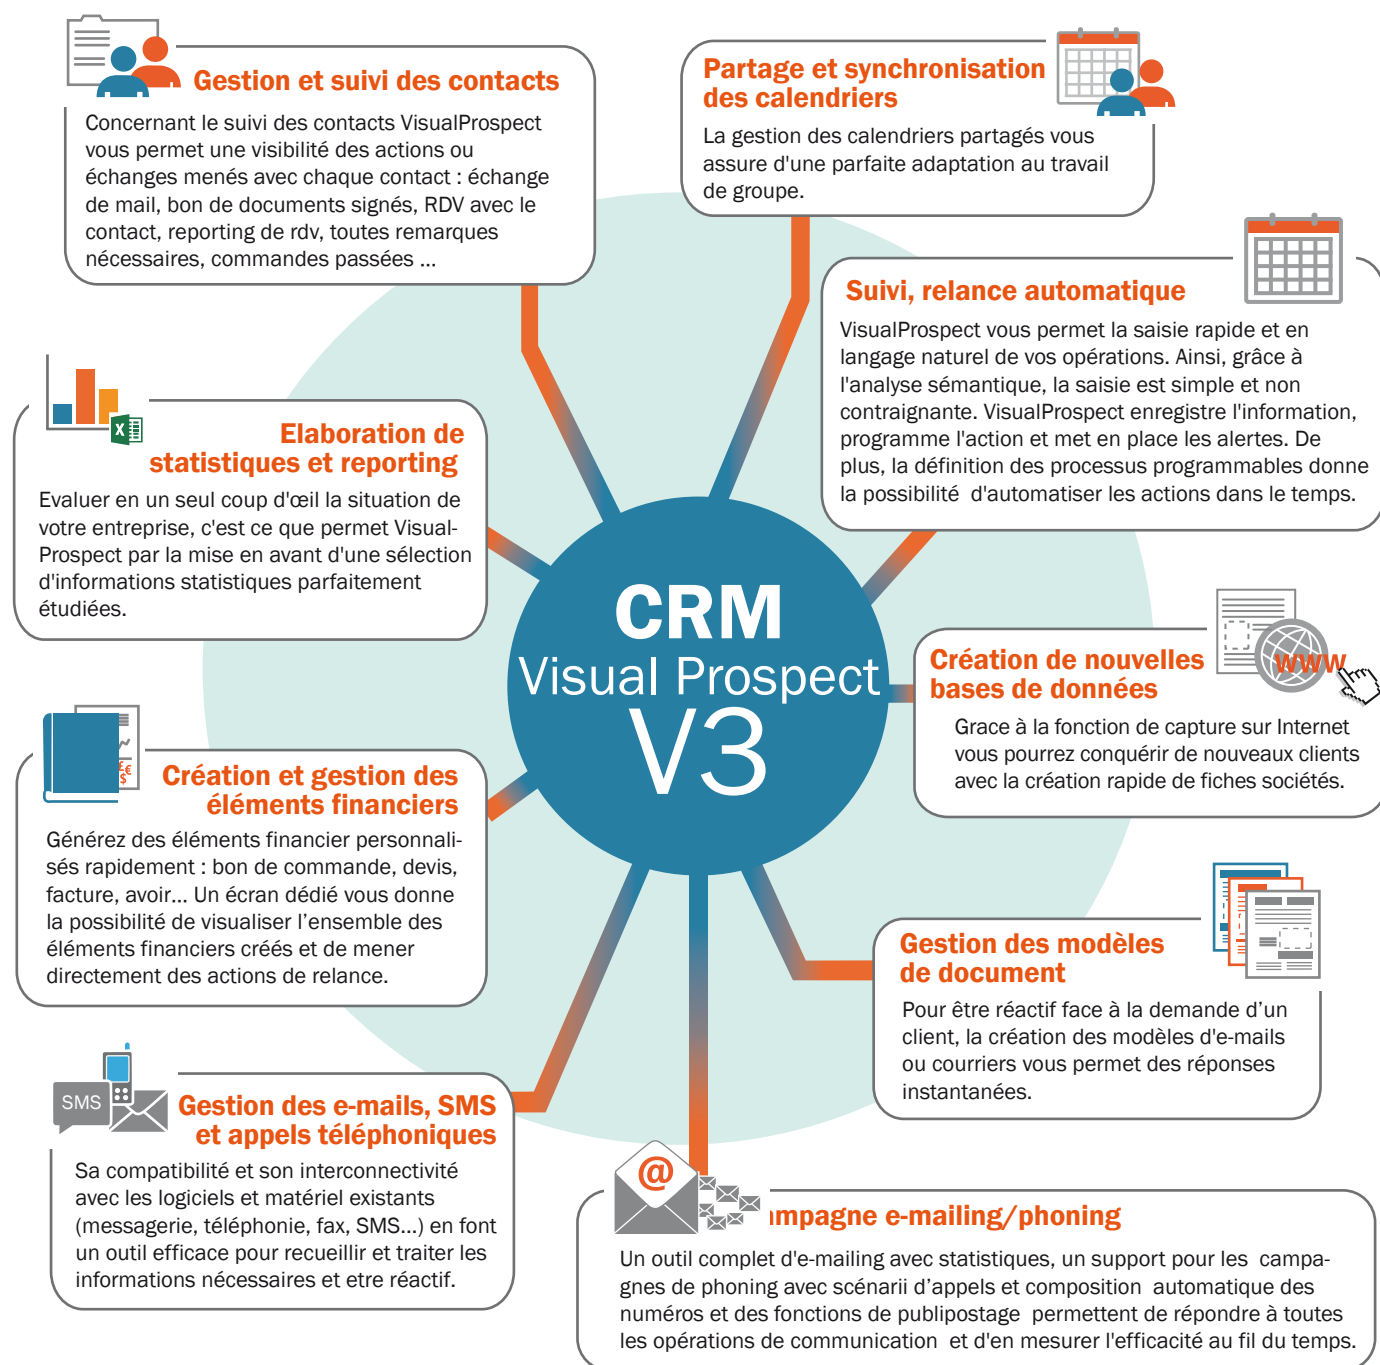 Gestion et suivi des contacts
Concernant le suivi des contacts VisualProspect
vous permet une visibilité des actions ou
échanges menés avec chaque contact : échange
de mail, bon de documents signés, RDV avec le
contact, reporting de rdv, toutes remarques
nécessaires, commandes passées ...
Partage et synchronisation
des calendriers
La gestion des calendriers partagés vous
assure d'une parfaite adaptation au travail
de groupe.
Suivi, relance automatique
VisualProspect vous permet la saisie rapide et en
langage naturel de vos opérations. Ainsi, grâce à
l'analyse sémantique, la saisie est simple et non
contraignante. VisualProspect enregistre l'information,
programme l'action et met en place les alertes. De
plus, la définition des processus programmables donne
la possibilité d'automatiser les actions dans le temps.
X
Elaboration de
statistiques et reporting
Evaluer en un seul coup d'œil la situation de
votre entreprise, c'est ce que permet Visual-
Prospect par la mise en avant d'une sélection
d'informations statistiques parfaitement
étudiées.
CRM
Visual Prospect
V3
www
Création de nouvelles
bases de données
Grace à la fonction de capture sur Internet
vous pourrez conquérir de nouveaux clients
avec la création rapide de fiches sociétés.
£€
$
Création et gestion des
éléments financiers
Générez des éléments financier personnali-
sés rapidement : bon de commande, devis,
facture, avoir... Un écran dédié vous donne
la possibilité de visualiser l’ensemble des
éléments financiers créés et de mener
directement des actions de relance.
Gestion des modèles
de document
Pour être réactif face à la demande d’un
client, la création des modèles d'e-mails
ou courriers vous permet des réponses
instantanées.
SMS
Gestion des e-mails, SMS
et appels téléphoniques
Sa compatibilité et son interconnectivité
avec les logiciels et matériel existants
(messagerie, téléphonie, fax, SMS...) en font
un outil efficace pour recueillir et traiter les
informations nécessaires et etre réactif.
@
mpagne e-mailing/phoning
Un outil complet d'e-mailing avec statistiques, un support pour les campa-
gnes de phoning avec scénarii d’appels et composition automatique des
numéros et des fonctions de publipostage permettent de répondre à toutes
les opérations de communication et d'en mesurer l'efficacité au fil du temps.